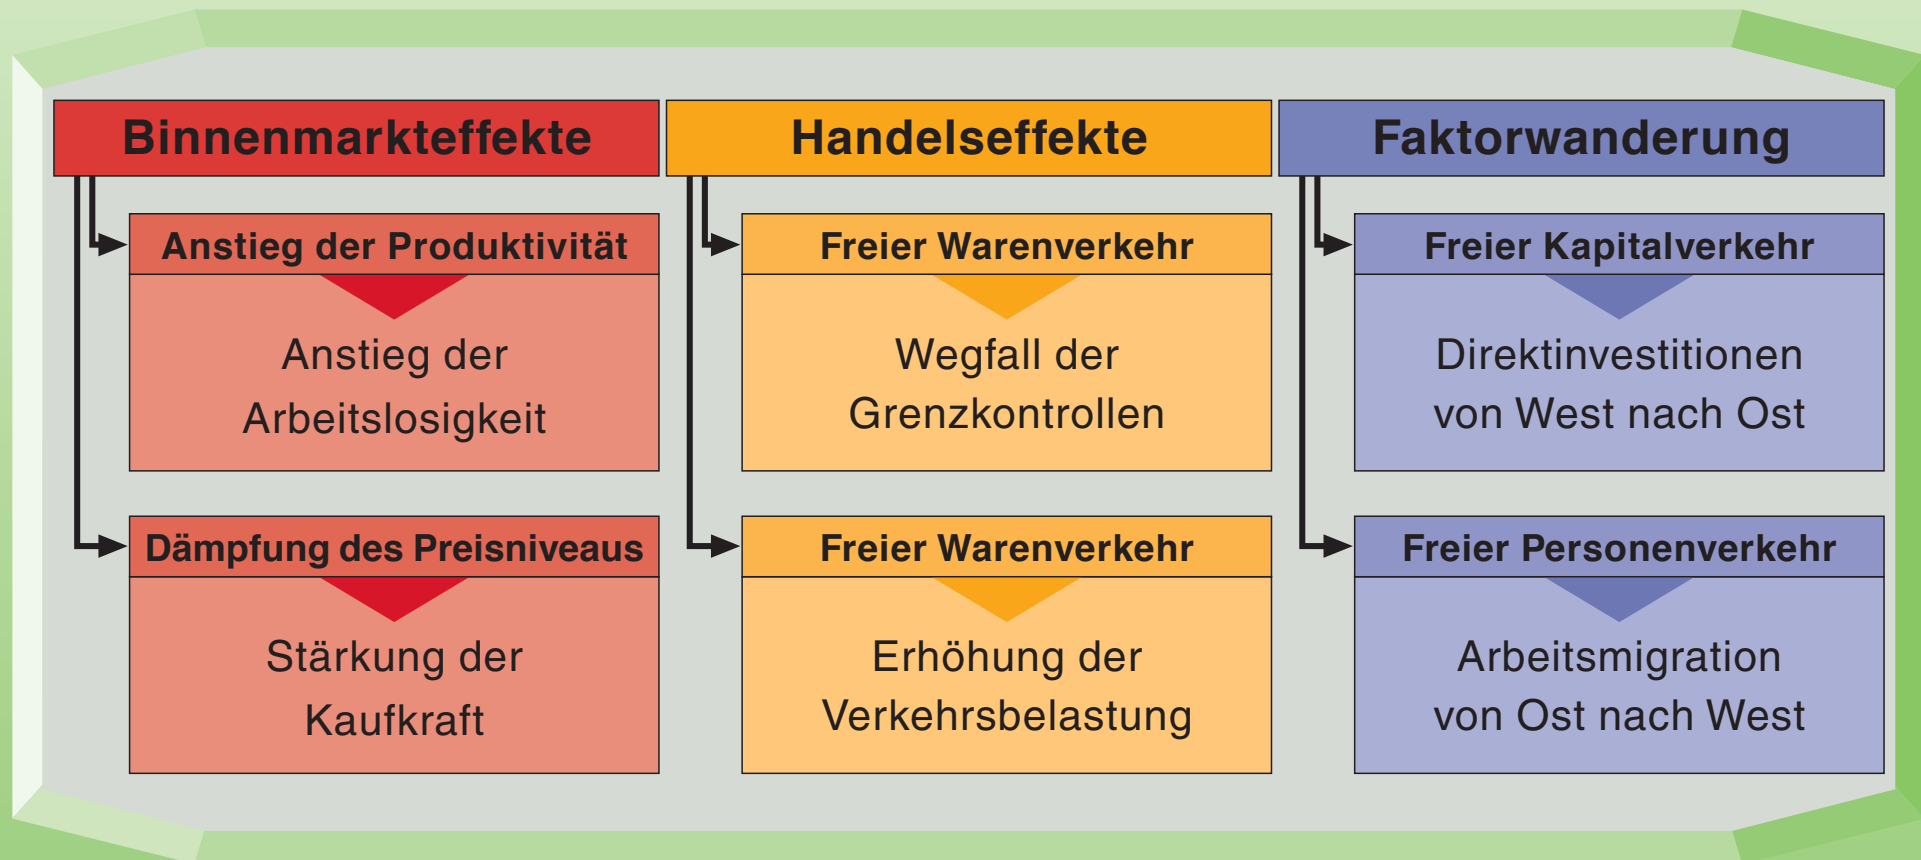 Binnenmarkteffekte
Anstieg der Produktivität
Anstieg der
Arbeitslosigkeit
Dämpfung des Preisniveaus
Stärkung der
Kaufkraft
Handelseffekte
Freier Warenverkehr
Wegfall der
Grenzkontrollen
Freier Warenverkehr
Erhöhung der
Verkehrsbelastung
Faktorwanderung
Freier Kapitalverkehr
Direktinvestitionen
von West nach Ost
Freier Personenverkehr
Arbeitsmigration
von Ost nach West